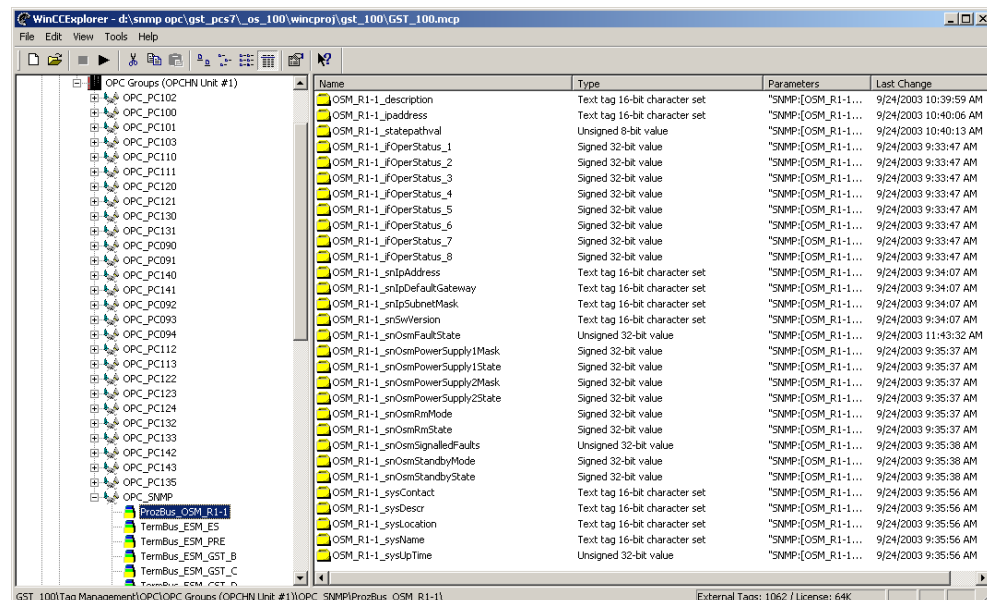 WinCCExplorer - d:\snmp opc\gst_pcs7\_os_100\wincproj\gst_100\GST_100.mcp
File Edit View Tools Help
OPC Groups (OPCHN Unit #1)
OPC_PC102
OPC_PC100
OPC_PC101
OPC_PC103
OPC_PC110
OPC_PC111
OPC_PC120
OPC_PC121
OPC_PC130
OPC_PC131
OPC_PC090
OPC_PC091
OPC_PC140
OPC_PC141
OPC_PC092
OPC_PC093
OPC_PC094
OPC_PC112
OPC_PC113
OPC_PC122
OPC_PC123
OPC_PC124
OPC_PC132
OPC_PC133
OPC_PC142
OPC_PC143
OPC_PC135
OPC_SNMP
ProzBus_OSM_R1-1
TermBus_ESM_ES
TermBus_ESM_PRE
TermBus_ESM_GST_B
TermBus_ESM_GST_C
TermBus_ESM_GST_D
Name Type Parameters Last Change
OSM_R1-1_description Text tag 16-bit character set "SNMP:[OSM_R1-1... 9/24/2003 10:39:59 AM
OSM_R1-1_ipaddress Text tag 16-bit character set "SNMP:[OSM_R1-1... 9/24/2003 10:40:06 AM
OSM_R1-1_statepathval Unsigned 8-bit value "SNMP:[OSM_R1-1... 9/24/2003 10:40:13 AM
OSM_R1-1_ifOperStatus_1 Signed 32-bit value "SNMP:[OSM_R1-1... 9/24/2003 9:33:47 AM
OSM_R1-1_ifOperStatus_2 Signed 32-bit value "SNMP:[OSM_R1-1... 9/24/2003 9:33:47 AM
OSM_R1-1_ifOperStatus_3 Signed 32-bit value "SNMP:[OSM_R1-1... 9/24/2003 9:33:47 AM
OSM_R1-1_ifOperStatus_4 Signed 32-bit value "SNMP:[OSM_R1-1... 9/24/2003 9:33:47 AM
OSM_R1-1_ifOperStatus_5 Signed 32-bit value "SNMP:[OSM_R1-1... 9/24/2003 9:33:47 AM
OSM_R1-1_ifOperStatus_6 Signed 32-bit value "SNMP:[OSM_R1-1... 9/24/2003 9:33:47 AM
OSM_R1-1_ifOperStatus_7 Signed 32-bit value "SNMP:[OSM_R1-1... 9/24/2003 9:33:47 AM
OSM_R1-1_ifOperStatus_8 Signed 32-bit value "SNMP:[OSM_R1-1... 9/24/2003 9:33:47 AM
OSM_R1-1_snIpAddress Text tag 16-bit character set "SNMP:[OSM_R1-1... 9/24/2003 9:34:07 AM
OSM_R1-1_snIpDefaultGateway Text tag 16-bit character set "SNMP:[OSM_R1-1... 9/24/2003 9:34:07 AM
OSM_R1-1_snIpSubnetMask Text tag 16-bit character set "SNMP:[OSM_R1-1... 9/24/2003 9:34:07 AM
OSM_R1-1_snSwVersion Text tag 16-bit character set "SNMP:[OSM_R1-1... 9/24/2003 9:34:07 AM
OSM_R1-1_snOsmFaultState Unsigned 32-bit value "SNMP:[OSM_R1-1... 9/24/2003 11:43:32 AM
OSM_R1-1_snOsmPowerSupply1Mask Signed 32-bit value "SNMP:[OSM_R1-1... 9/24/2003 9:35:37 AM
OSM_R1-1_snOsmPowerSupply1State Signed 32-bit value "SNMP:[OSM_R1-1... 9/24/2003 9:35:37 AM
OSM_R1-1_snOsmPowerSupply2Mask Signed 32-bit value "SNMP:[OSM_R1-1... 9/24/2003 9:35:37 AM
OSM_R1-1_snOsmPowerSupply2State Signed 32-bit value "SNMP:[OSM_R1-1... 9/24/2003 9:35:37 AM
OSM_R1-1_snOsmRmMode Signed 32-bit value "SNMP:[OSM_R1-1... 9/24/2003 9:35:37 AM
OSM_R1-1_snOsmRmState Signed 32-bit value "SNMP:[OSM_R1-1... 9/24/2003 9:35:37 AM
OSM_R1-1_snOsmSignalledFaults Unsigned 32-bit value "SNMP:[OSM_R1-1... 9/24/2003 9:35:38 AM
OSM_R1-1_snOsmStandbyMode Signed 32-bit value "SNMP:[OSM_R1-1... 9/24/2003 9:35:38 AM
OSM_R1-1_snOsmStandbyState Signed 32-bit value "SNMP:[OSM_R1-1... 9/24/2003 9:35:38 AM
OSM_R1-1_sysContact Text tag 16-bit character set "SNMP:[OSM_R1-1... 9/24/2003 9:35:56 AM
OSM_R1-1_sysDescr Text tag 16-bit character set "SNMP:[OSM_R1-1... 9/24/2003 9:35:56 AM
OSM_R1-1_sysLocation Text tag 16-bit character set "SNMP:[OSM_R1-1... 9/24/2003 9:35:56 AM
OSM_R1-1_sysName Text tag 16-bit character set "SNMP:[OSM_R1-1... 9/24/2003 9:35:56 AM
OSM_R1-1_sysUpTime Unsigned 32-bit value "SNMP:[OSM_R1-1... 9/24/2003 9:35:56 AM
GST_100\Tag Management\OPC\OPC Groups (OPCHN Unit #1)\OPC_SNMP\ProzBus_OSM_R1-1\ External Tags: 1062 / License: 64K